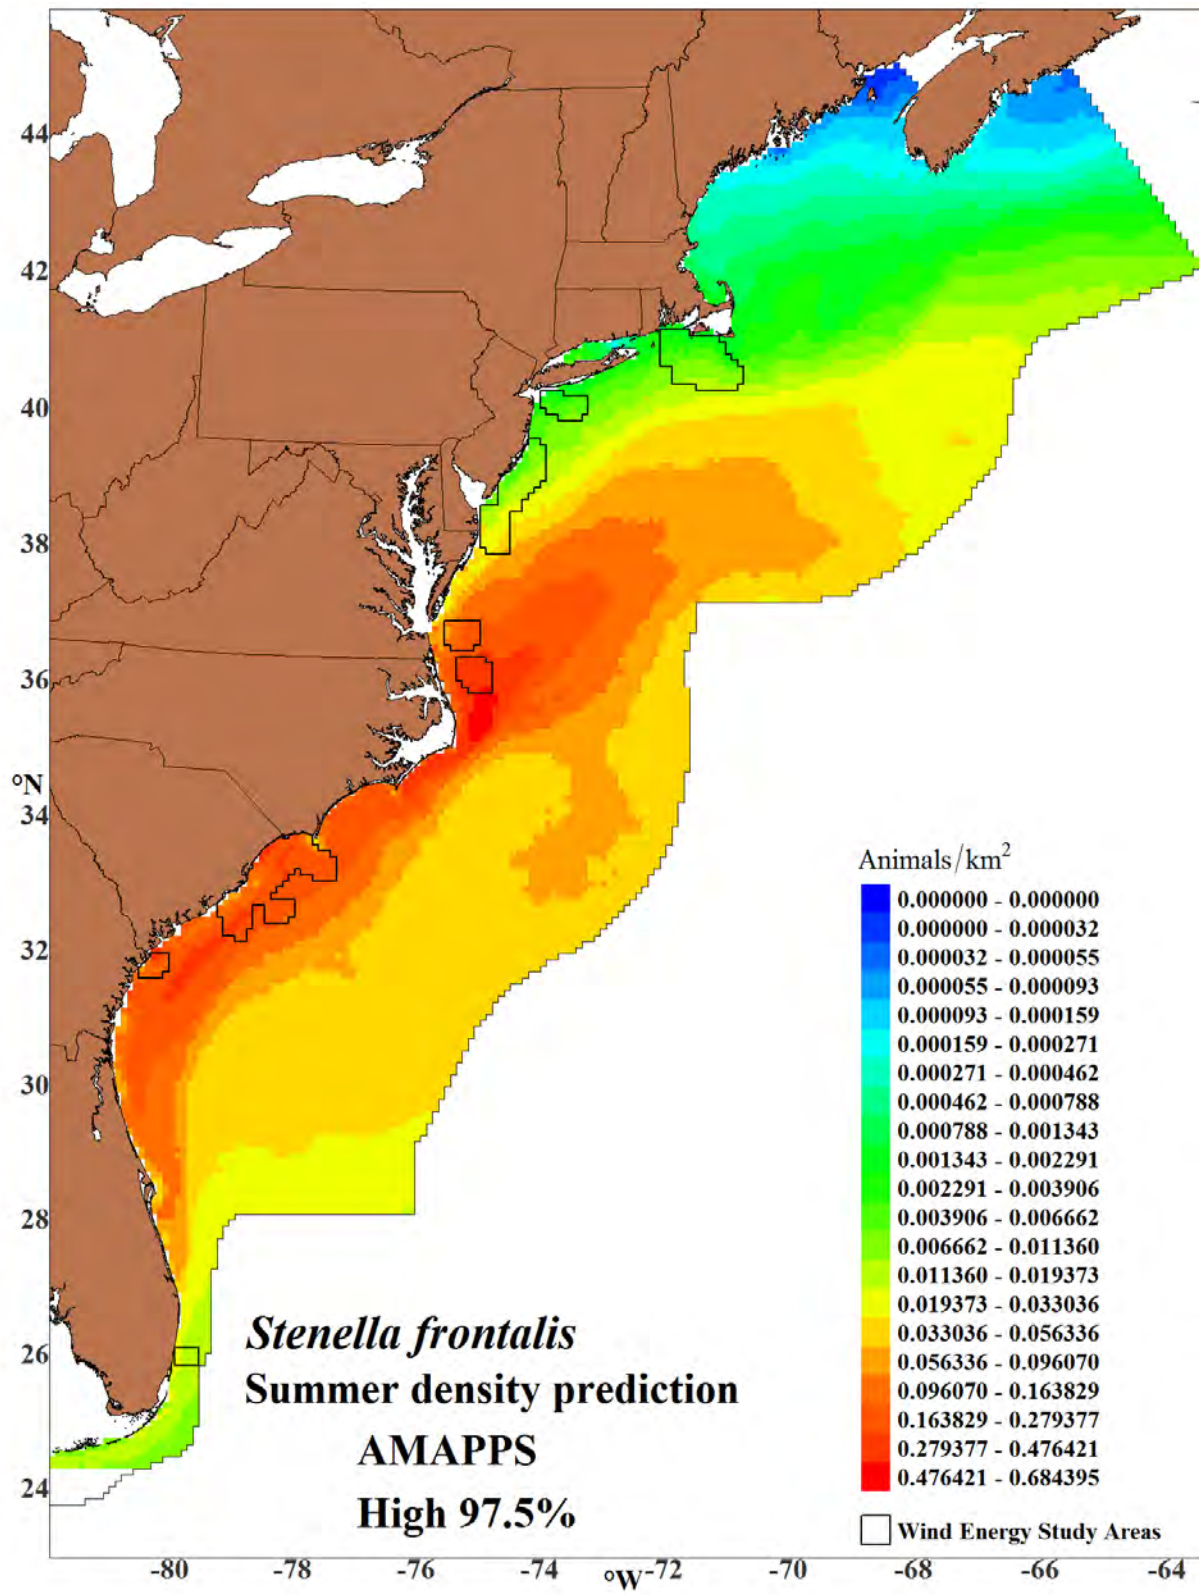 44
42
40
38
36
°N
34
32
30
28
26
24
Animals/km²
0.000000 - 0.000000
0.000000 - 0.000032
0.000032 - 0.000055
0.000055 - 0.000093
0.000093 - 0.000159
0.000159 - 0.000271
0.000271 - 0.000462
0.000462 - 0.000788
0.000788 - 0.001343
0.001343 - 0.002291
0.002291 - 0.003906
0.003906 - 0.006662
0.006662 - 0.011360
0.011360 - 0.019373
0.019373 - 0.033036
0.033036 - 0.056336
0.056336 - 0.096070
0.096070 - 0.163829
0.163829 - 0.279377
0.279377 - 0.476421
0.476421 - 0.684395
Wind Energy Study Areas
Stenella frontalis
Summer density prediction
AMAPPS
High 97.5%
-80 -78 -76 -74 °W -72 -70 -68 -66 -64